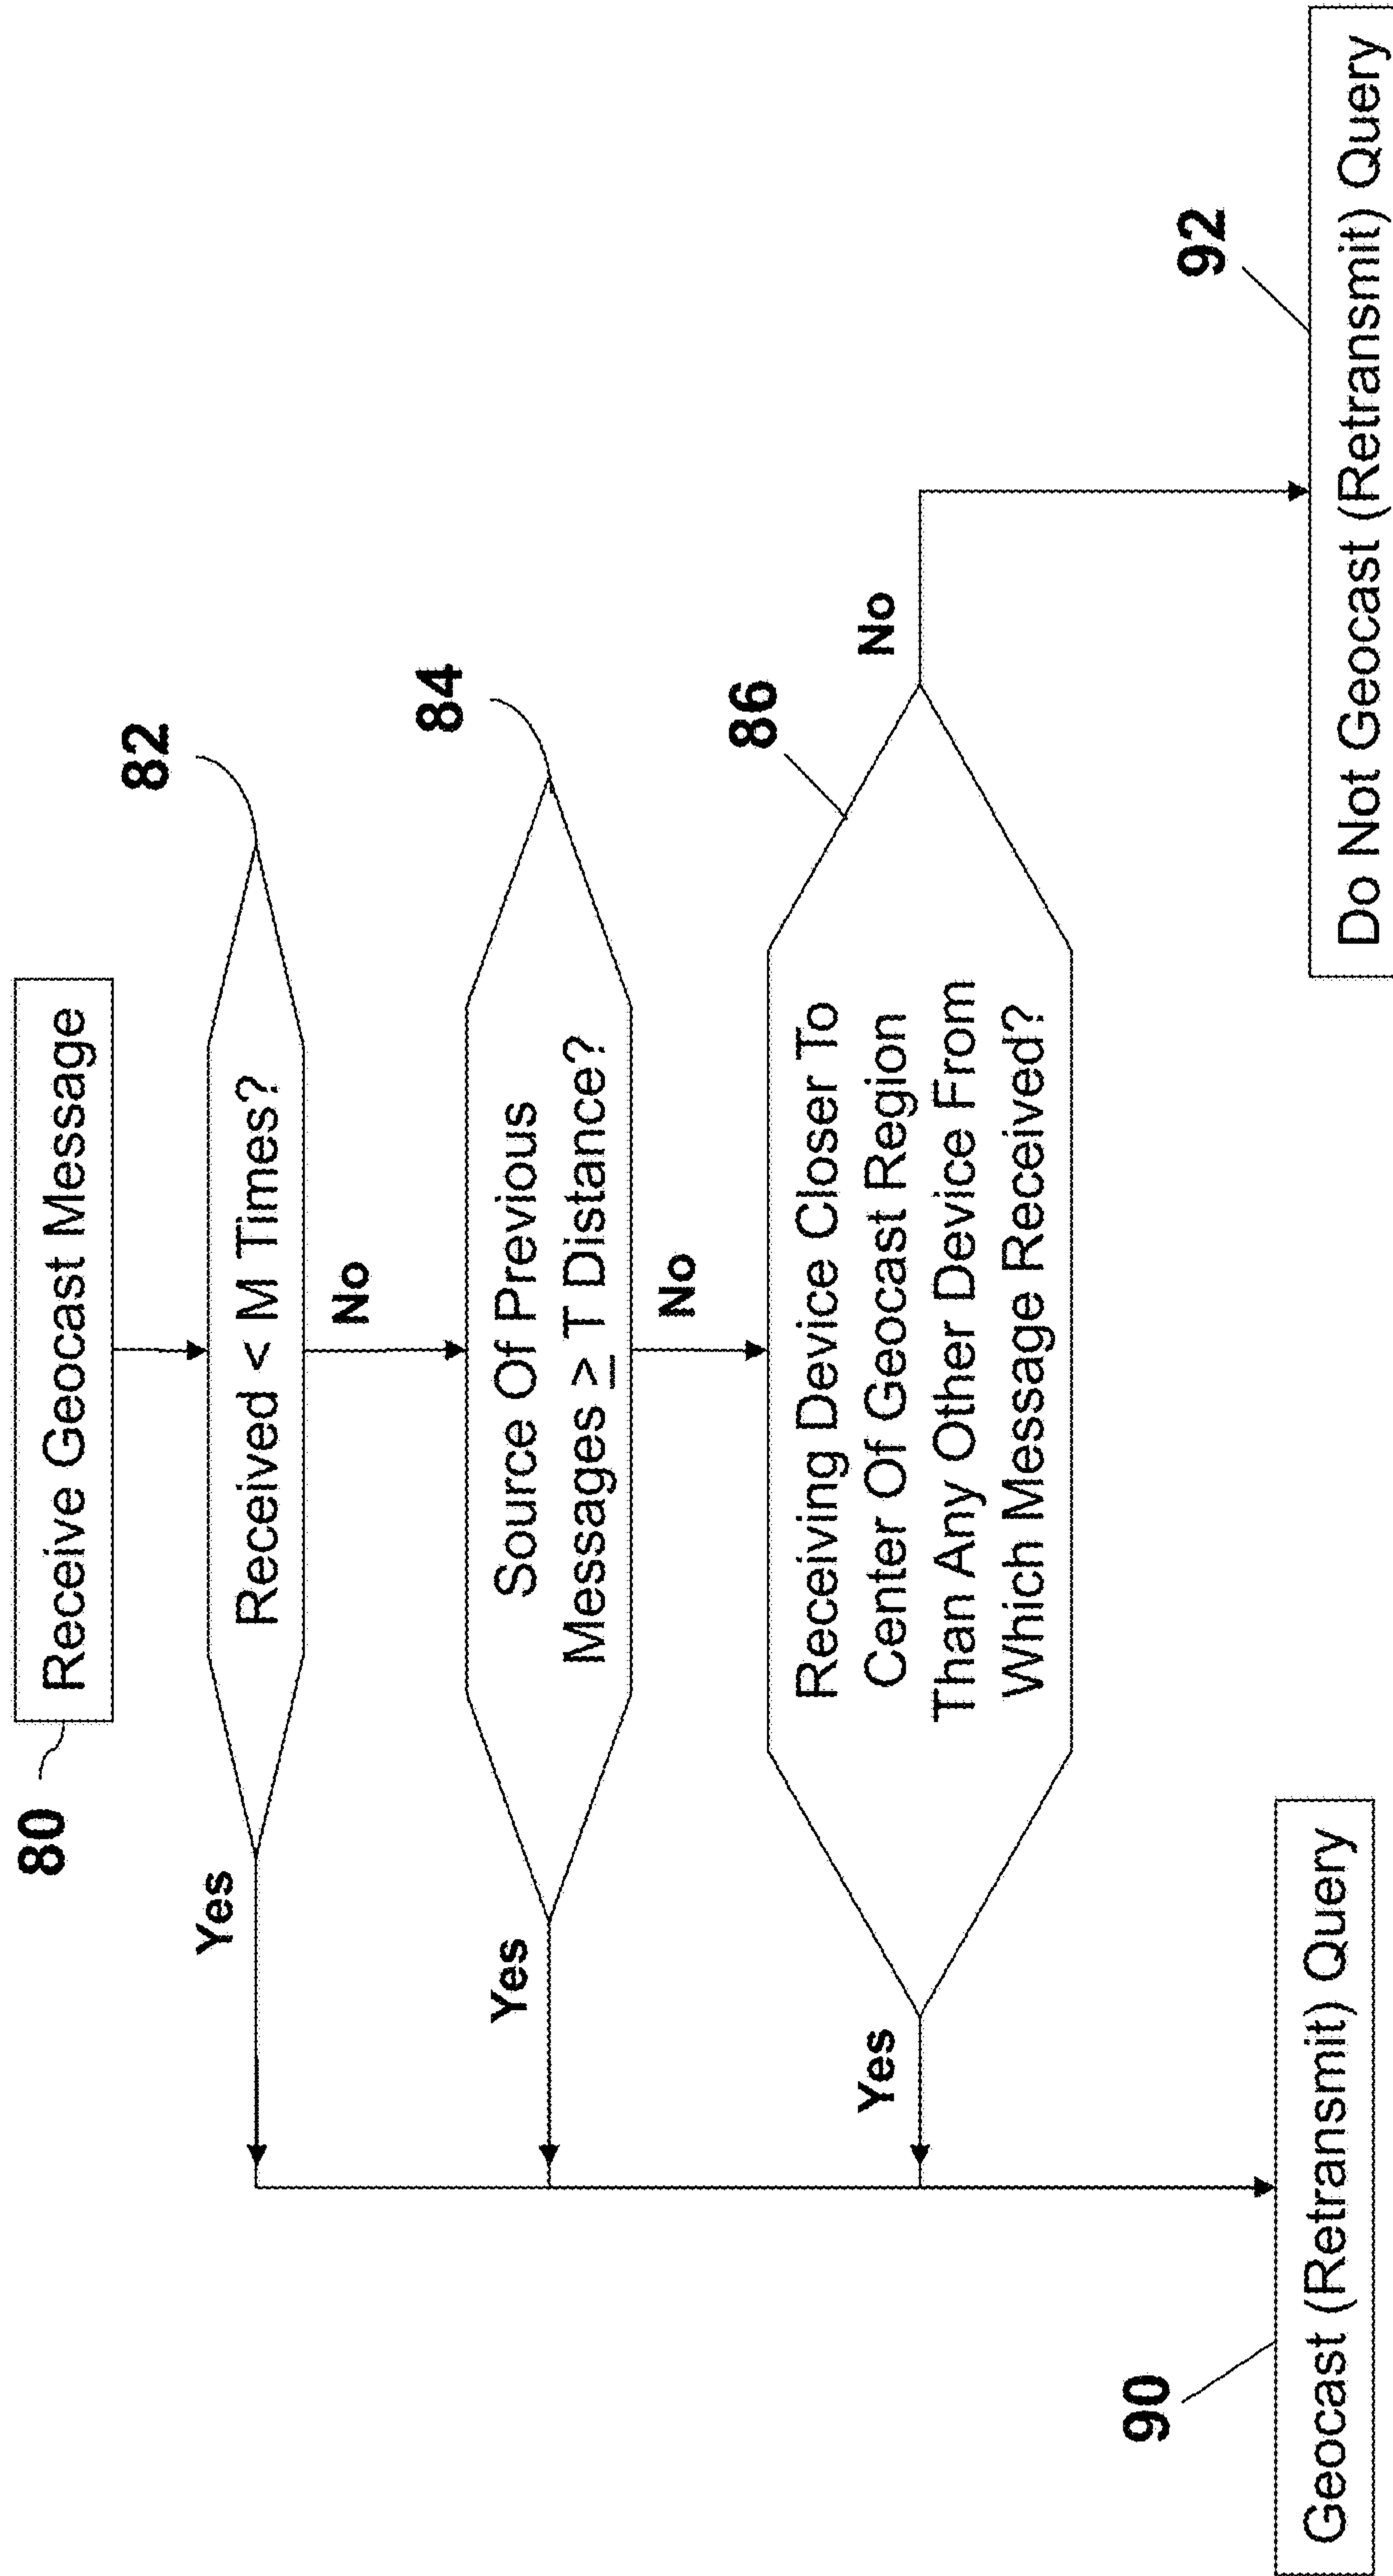 80
Receive Geocast Message
82
Received < M Times?
Yes
No
84
Source Of Previous
Messages ≥ T Distance?
Yes
No
86
Receiving Device Closer To
Center Of Geocast Region
Than Any Other Device From
Which Message Received?
Yes
No
90
Geocast (Retransmit) Query
92
Do Not Geocast (Retransmit) Query